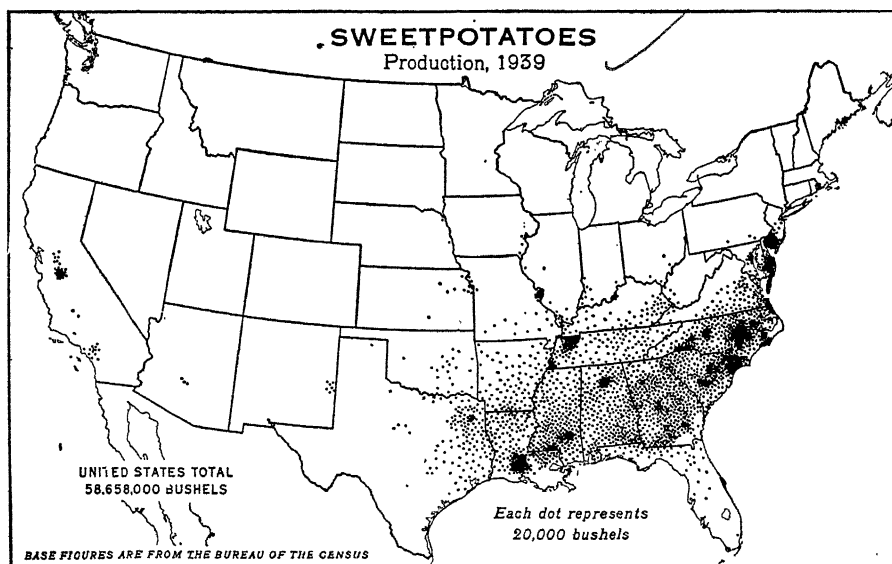 SWEETPOTATOES
Production, 1939
UNITED STATES TOTAL
58,658,000 BUSHELS
Each dot represents
20,000 bushels
BASE FIGURES ARE FROM THE BUREAU OF THE CENSUS